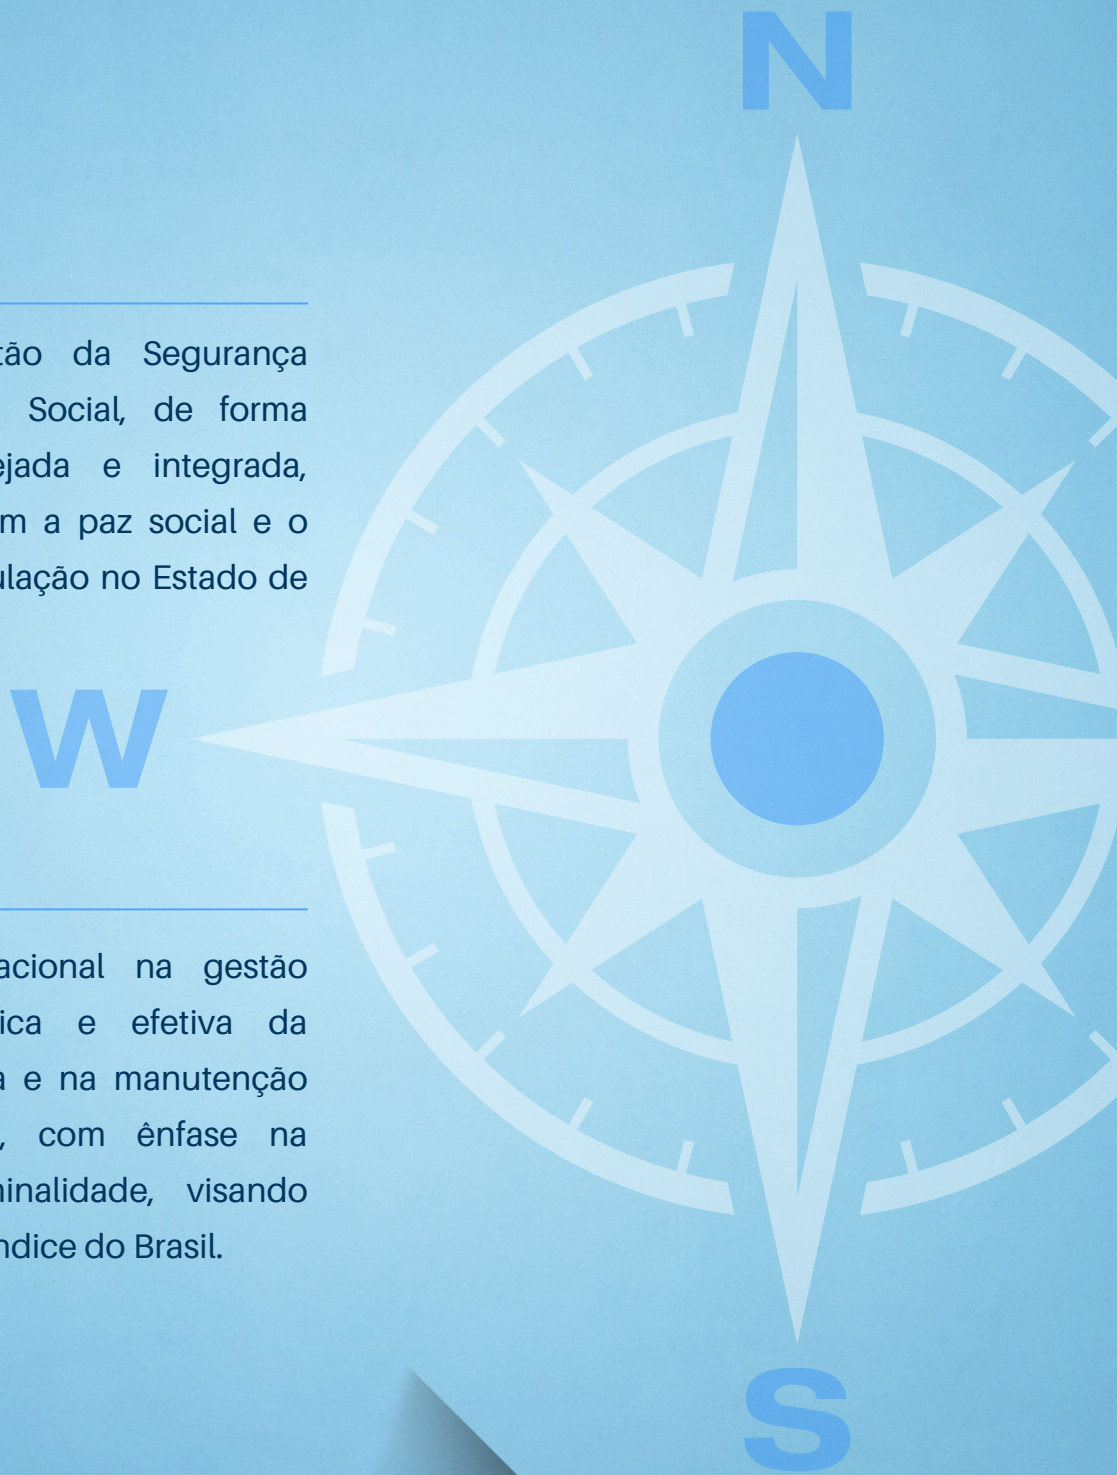 N
tão da Segurança
Social, de forma
ejada e integrada,
m a paz social e o
ulação no Estado de
W
acional na gestão
ica e efetiva da
a e na manutenção
, com ênfase na
ninalidade, visando
ndice do Brasil.
S